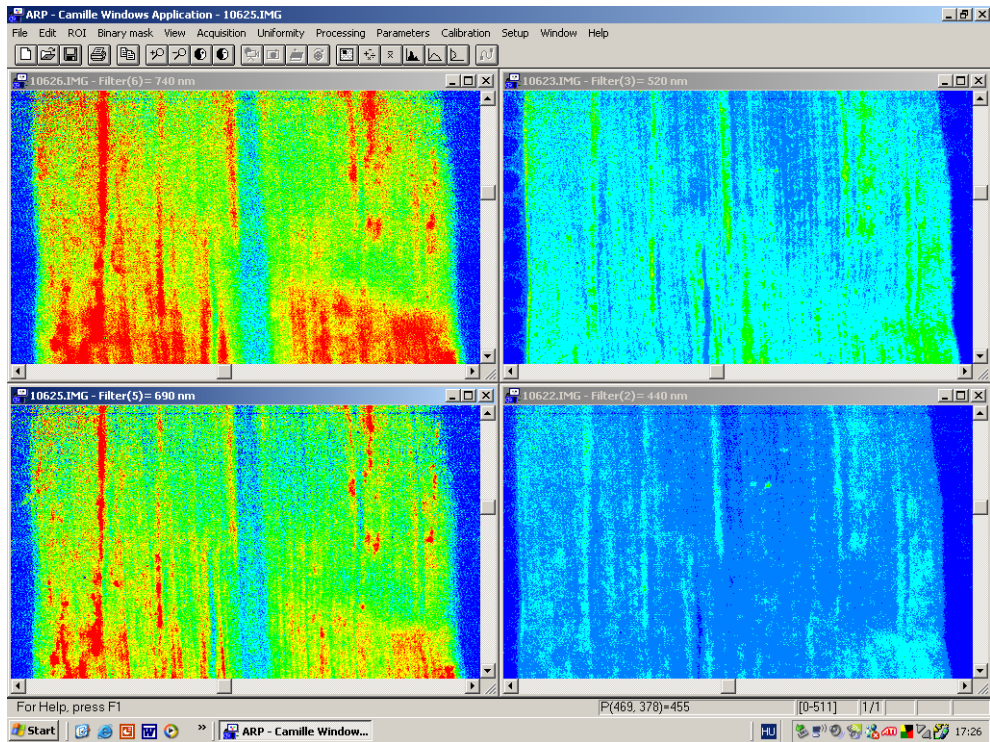 ARP - Camille Windows Application - 10625.IMG
File Edit ROI Binary mask View Acquisition Uniformity Processing Parameters Calibration Setup Window Help
10626.IMG - Filter(6)= 740 nm
10623.IMG - Filter(3)= 520 nm
10625.IMG - Filter(5)= 690 nm
10622.IMG - Filter(2)= 440 nm
For Help, press F1
P(469, 378)=455
[0-511]
1/1
Start
»
ARP - Camille Window...
HU
17:26